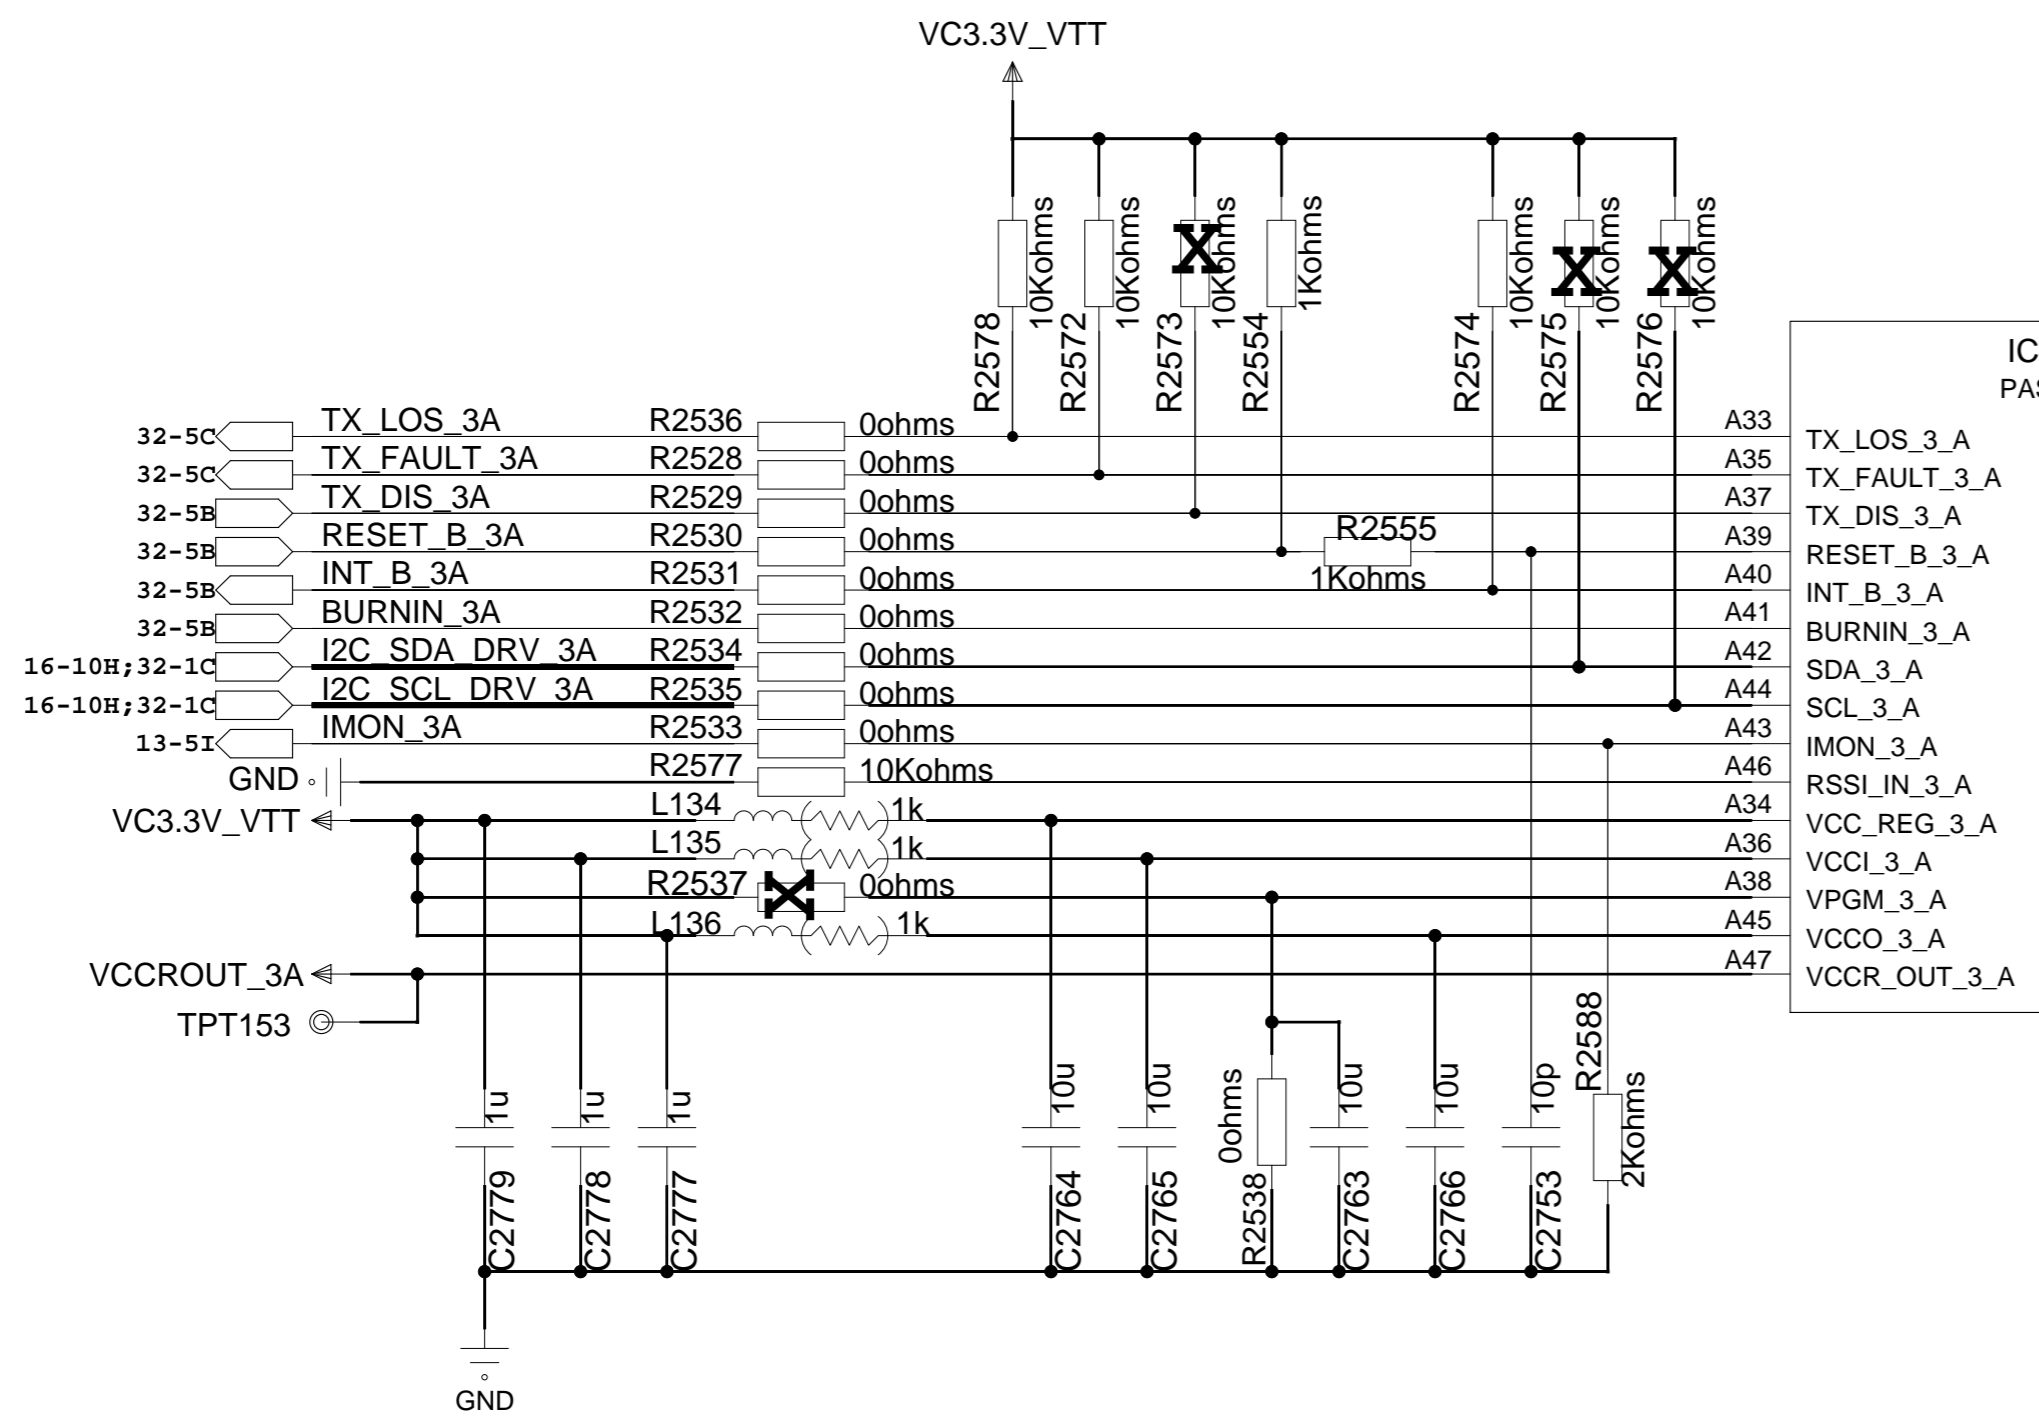 VC3.3V_VTT
R2578 10Kohms
R2572 10Kohms
R2573 10Kohms
R2554 1Kohms
R2574 10Kohms
R2575 10Kohms
R2576 10Kohms
X
X
X
IC
PAS
32-5C TX_LOS_3A R2536 0ohms A33 TX_LOS_3_A
32-5C TX_FAULT_3A R2528 0ohms A35 TX_FAULT_3_A
32-5B TX_DIS_3A R2529 0ohms A37 TX_DIS_3_A
32-5B RESET_B_3A R2530 0ohms R2555 1Kohms A39 RESET_B_3_A
32-5B INT_B_3A R2531 0ohms A40 INT_B_3_A
32-5B BURNIN_3A R2532 0ohms A41 BURNIN_3_A
16-10H;32-1C I2C_SDA_DRV_3A R2534 0ohms A42 SDA_3_A
16-10H;32-1C I2C_SCL_DRV_3A R2535 0ohms A44 SCL_3_A
13-5I IMON_3A R2533 0ohms A43 IMON_3_A
GND R2577 10Kohms A46 RSSI_IN_3_A
VC3.3V_VTT L134 1k A34 VCC_REG_3_A
L135 1k A36 VCCI_3_A
R2537 X 0ohms A38 VPGM_3_A
L136 1k A45 VCCO_3_A
VCCROUT_3A A47 VCCR_OUT_3_A
TPT153
C2779 1u
C2778 1u
C2777 1u
C2764 10u
C2765 10u
R2538 0ohms
C2763 10u
C2766 10u
C2753 10p
R2588 2Kohms
GND